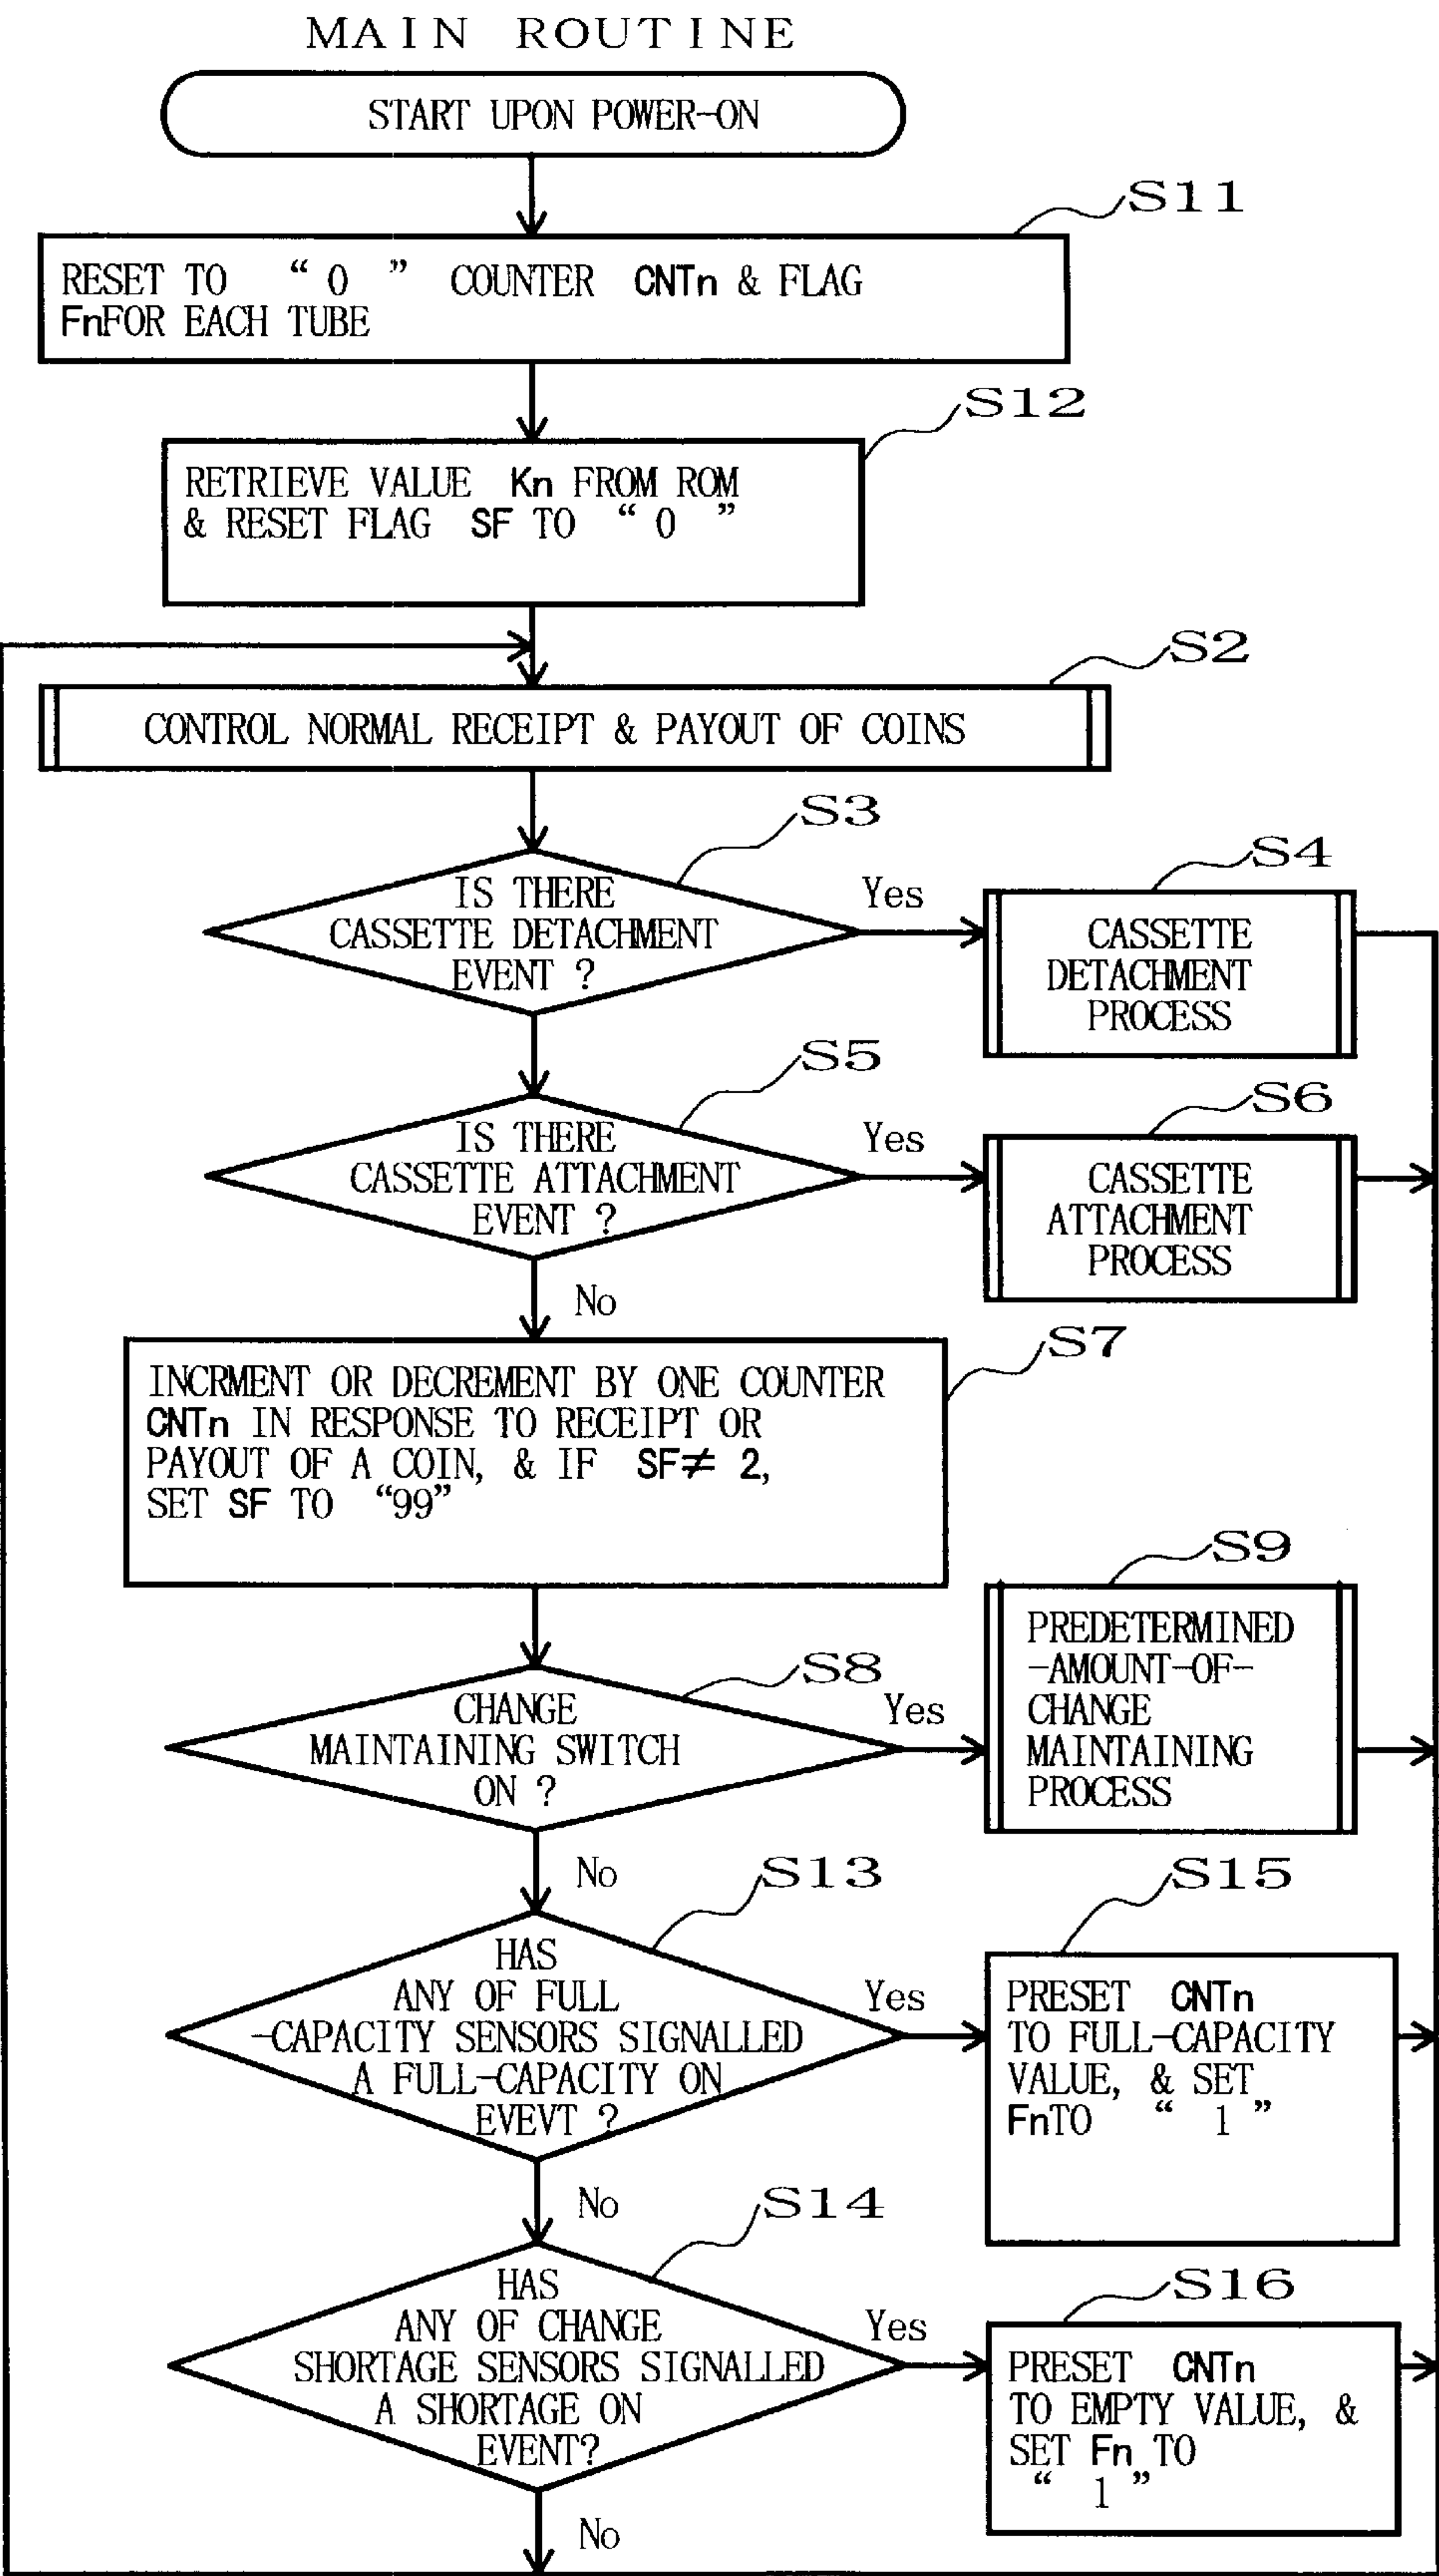 MAIN ROUTINE
START UPON POWER-ON
S11
RESET TO “ 0 ” COUNTER CNTn & FLAG
FnFOR EACH TUBE
S12
RETRIEVE VALUE Kn FROM ROM
& RESET FLAG SF TO “ 0 ”
S2
CONTROL NORMAL RECEIPT & PAYOUT OF COINS
S3
IS THERE
CASSETTE DETACHMENT
EVENT ?
Yes
S4
CASSETTE
DETACHMENT
PROCESS
S5
IS THERE
CASSETTE ATTACHMENT
EVENT ?
Yes
No
S6
CASSETTE
ATTACHMENT
PROCESS
S7
INCRMENT OR DECREMENT BY ONE COUNTER
CNTn IN RESPONSE TO RECEIPT OR
PAYOUT OF A COIN, & IF SF≠ 2,
SET SF TO “99”
S8
CHANGE
MAINTAINING SWITCH
ON ?
Yes
No
S9
PREDETERMINED
-AMOUNT-OF-
CHANGE
MAINTAINING
PROCESS
S13
HAS
ANY OF FULL
-CAPACITY SENSORS SIGNALLED
A FULL-CAPACITY ON
EVEVT ?
Yes
No
S15
PRESET CNTn
TO FULL-CAPACITY
VALUE, & SET
FnTO “ 1 ”
S14
HAS
ANY OF CHANGE
SHORTAGE SENSORS SIGNALLED
A SHORTAGE ON
EVENT?
Yes
No
S16
PRESET CNTn
TO EMPTY VALUE, &
SET Fn TO
“ 1 ”